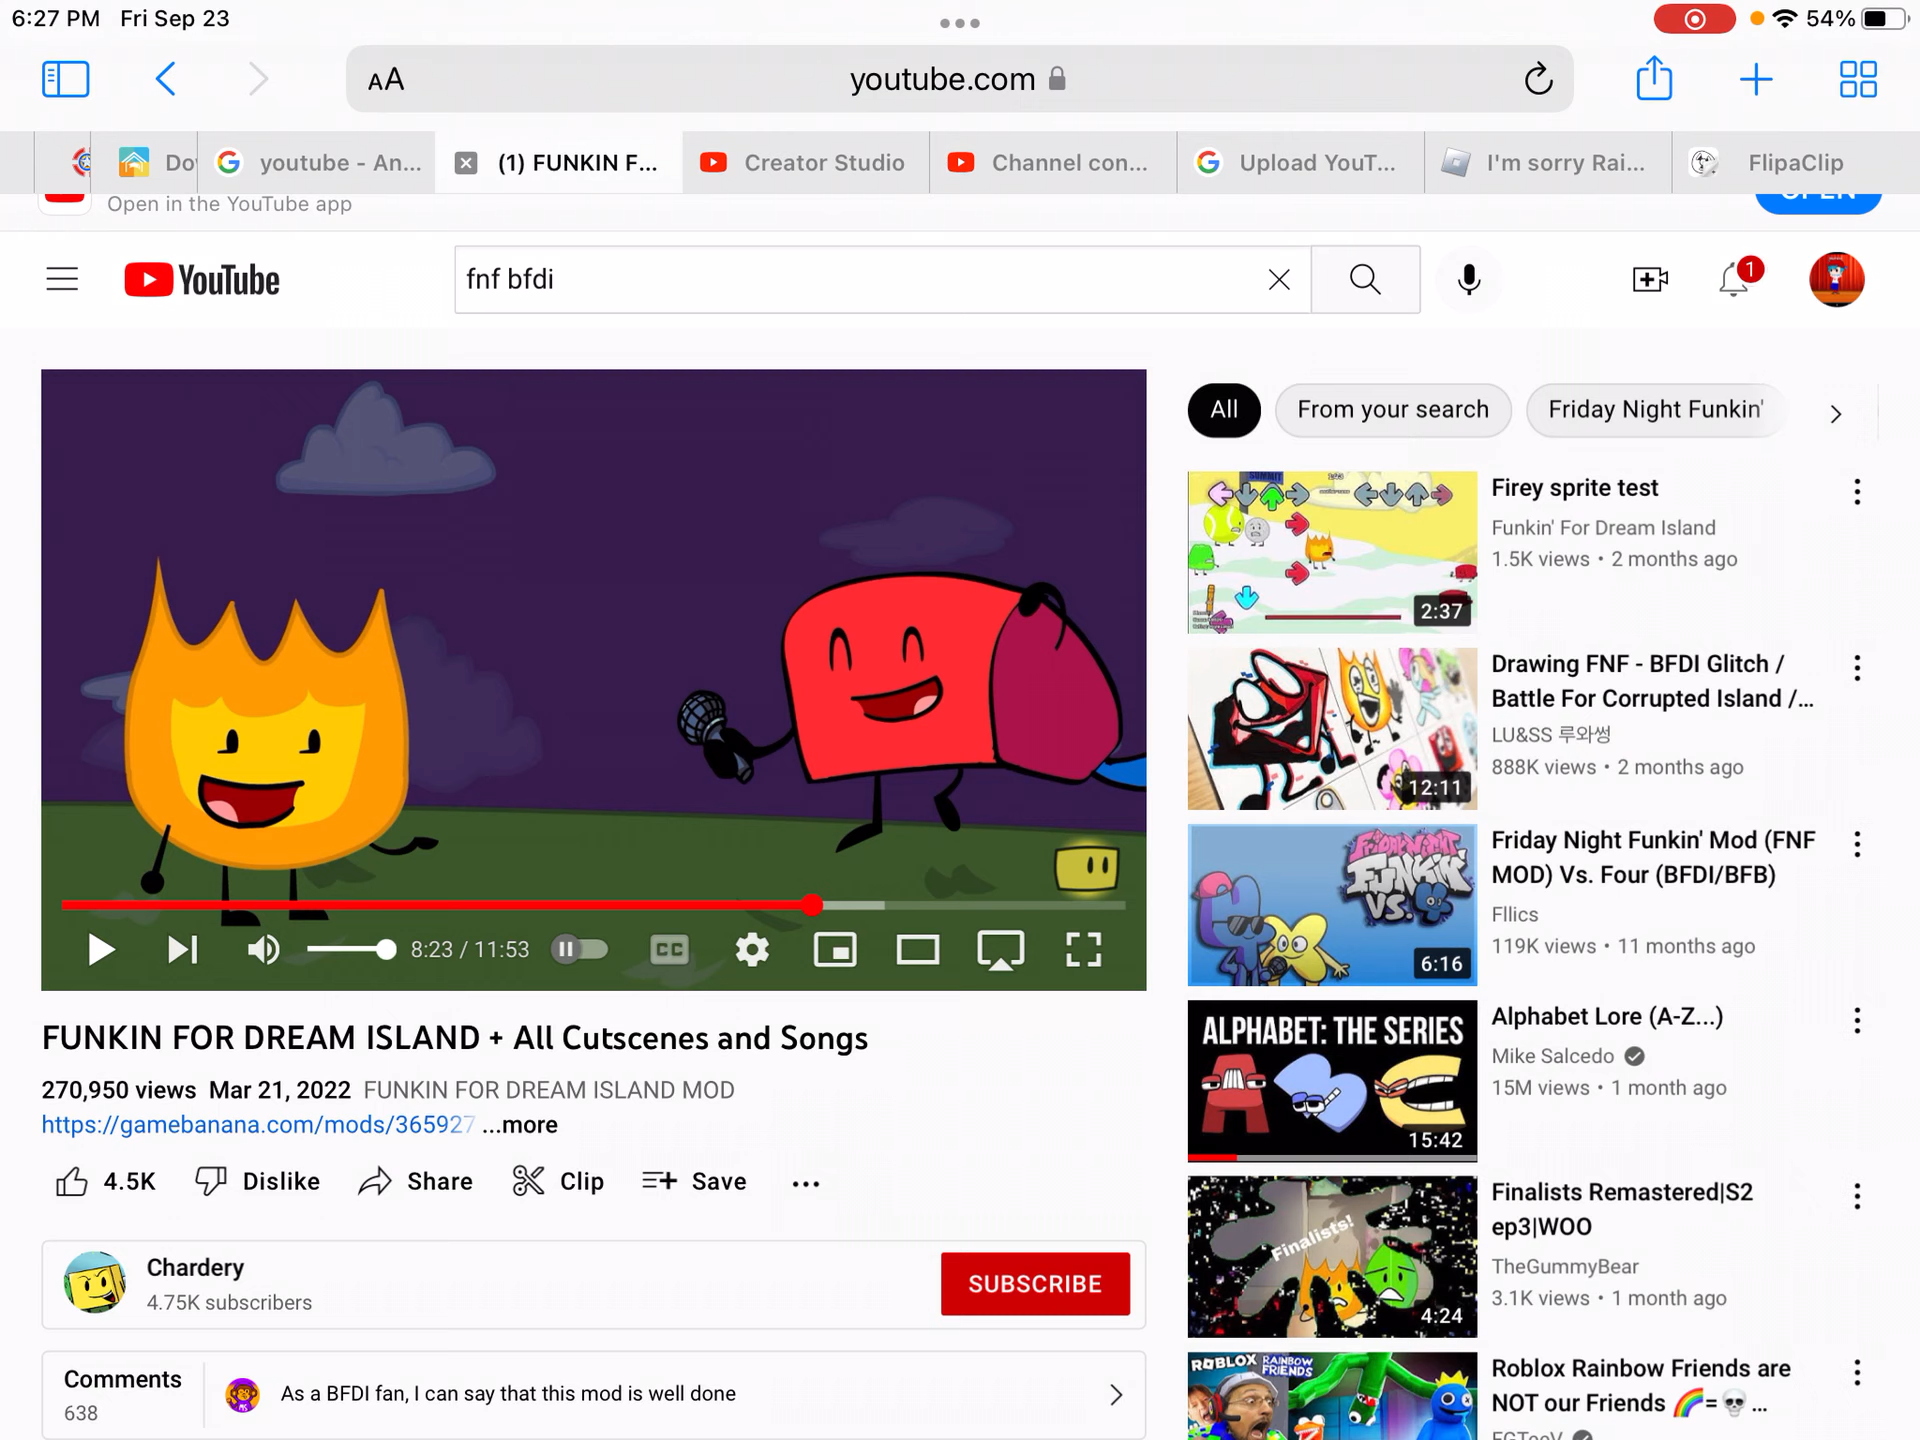 6:27 PM Fri Sep 23
54%
AA
youtube.com
Do
youtube - An...
(1) FUNKIN F...
Creator Studio
Channel con...
Upload YouT...
I'm sorry Rai...
FlipaClip
Open in the YouTube app
OPEN
YouTube
fnf bfdi
1
All
From your search
Friday Night Funkin'
Firey sprite test
Funkin' For Dream Island
1.5K views • 2 months ago
2:37
Drawing FNF - BFDI Glitch /
Battle For Corrupted Island /...
LU&SS 루와썽
888K views • 2 months ago
12:11
FRIDAY NIGHT
FUNKIN'
VS.
Friday Night Funkin' Mod (FNF
MOD) Vs. Four (BFDI/BFB)
Fllics
119K views • 11 months ago
6:16
8:23 / 11:53
CC
FUNKIN FOR DREAM ISLAND + All Cutscenes and Songs
270,950 views Mar 21, 2022 FUNKIN FOR DREAM ISLAND MOD
https://gamebanana.com/mods/365927 ...more
4.5K
Dislike
Share
Clip
Save
ALPHABET: THE SERIES
15:42
Alphabet Lore (A-Z...)
Mike Salcedo
15M views • 1 month ago
Finalists!
4:24
Finalists Remastered|S2
ep3|WOO
TheGummyBear
3.1K views • 1 month ago
Chardery
4.75K subscribers
SUBSCRIBE
Comments
638
As a BFDI fan, I can say that this mod is well done
ROBLOX RAINBOW
FRIENDS
Roblox Rainbow Friends are
NOT our Friends 🌈=💀...
FGTeeV